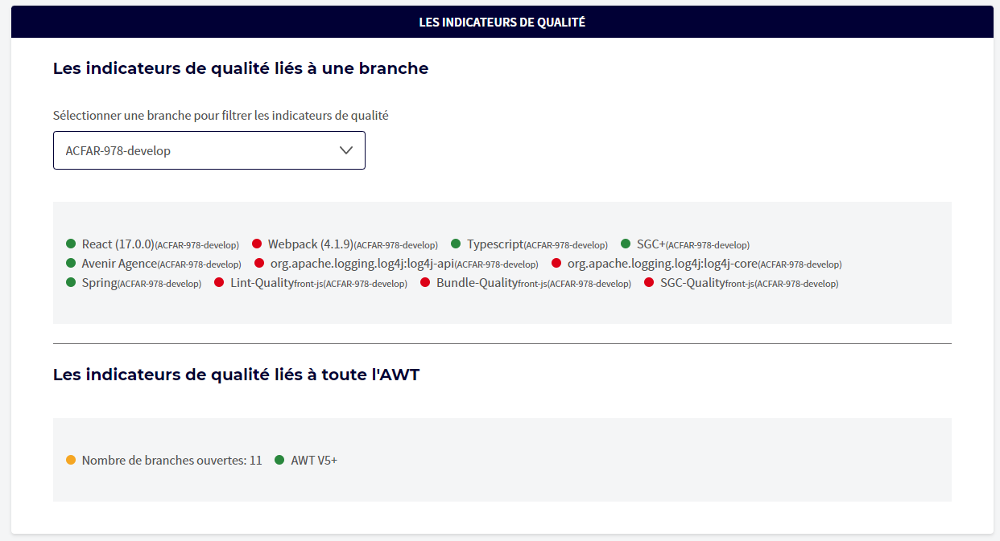 LES INDICATEURS DE QUALITÉ
Les indicateurs de qualité liés à une branche
Sélectionner une branche pour filtrer les indicateurs de qualité
ACFAR-978-develop
React (17.0.0)(ACFAR-978-develop) Webpack (4.1.9)(ACFAR-978-develop) Typescript(ACFAR-978-develop) SGC+(ACFAR-978-develop)
Avenir Agence(ACFAR-978-develop) org.apache.logging.log4j:log4j-api(ACFAR-978-develop) org.apache.logging.log4j:log4j-core(ACFAR-978-develop)
Spring(ACFAR-978-develop) Lint-Qualityfront-js(ACFAR-978-develop) Bundle-Qualityfront-js(ACFAR-978-develop) SGC-Qualityfront-js(ACFAR-978-develop)
Les indicateurs de qualité liés à toute l'AWT
Nombre de branches ouvertes: 11 AWT V5+